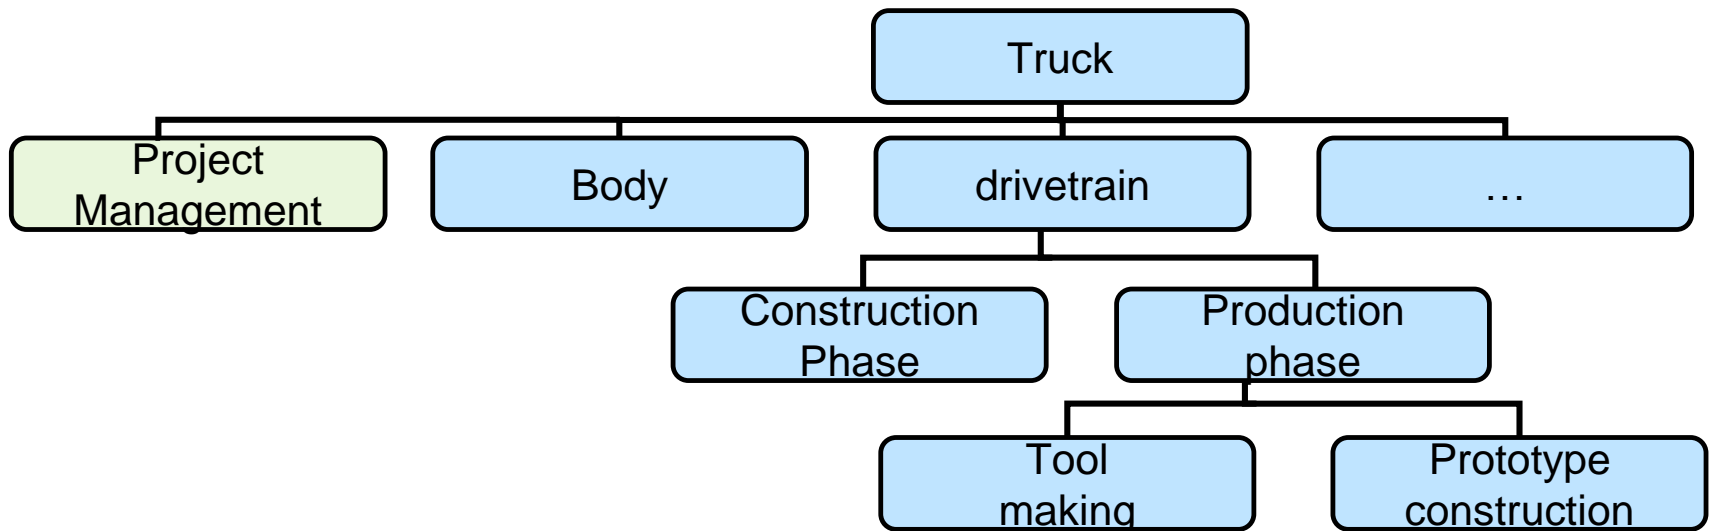 Truck
Project
Management
Body
drivetrain
...
Construction
Phase
Production
phase
Tool
making
Prototype
construction